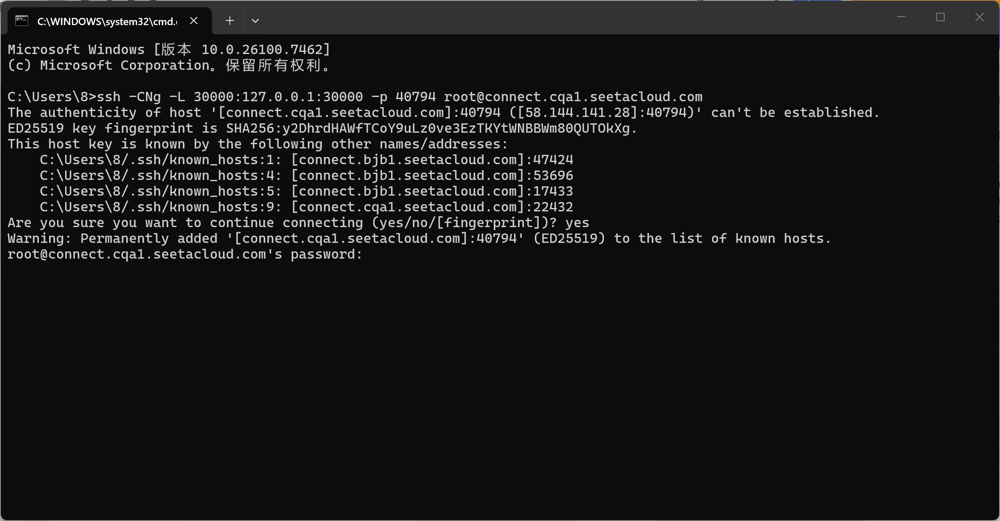 C:\WINDOWS\system32\cmd.
Microsoft Windows [版本 10.0.26100.7462]
(c) Microsoft Corporation。保留所有权利。
C:\Users\8>ssh -CNg -L 30000:127.0.0.1:30000 -p 40794 root@connect.cqa1.seetacloud.com
The authenticity of host '[connect.cqa1.seetacloud.com]:40794 ([58.144.141.28]:40794)' can't be established.
ED25519 key fingerprint is SHA256:y2DhrdHAWfTCoY9uLz0ve3EzTKYtWNBBWm80QUTOkXg.
This host key is known by the following other names/addresses:
    C:\Users\8/.ssh/known_hosts:1: [connect.bjb1.seetacloud.com]:47424
    C:\Users\8/.ssh/known_hosts:4: [connect.bjb1.seetacloud.com]:53696
    C:\Users\8/.ssh/known_hosts:5: [connect.bjb1.seetacloud.com]:17433
    C:\Users\8/.ssh/known_hosts:9: [connect.cqa1.seetacloud.com]:22432
Are you sure you want to continue connecting (yes/no/[fingerprint])? yes
Warning: Permanently added '[connect.cqa1.seetacloud.com]:40794' (ED25519) to the list of known hosts.
root@connect.cqa1.seetacloud.com's password: